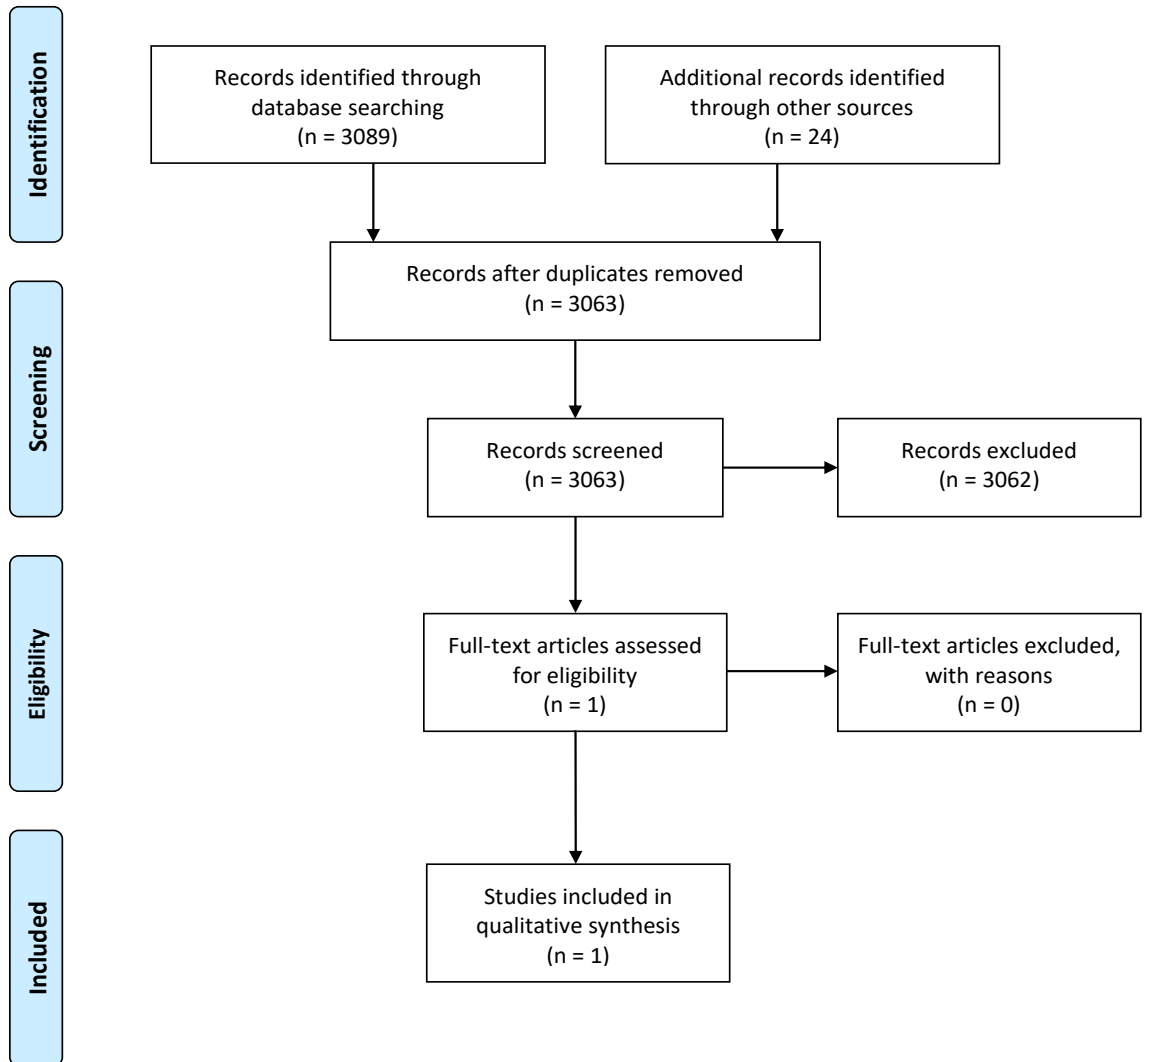 Identification
Records identified through
database searching
(n = 3089)
Additional records identified
through other sources
(n = 24)
Records after duplicates removed
(n = 3063)
Screening
Records screened
(n = 3063)
Records excluded
(n = 3062)
Eligibility
Full-text articles assessed
for eligibility
(n = 1)
Full-text articles excluded,
with reasons
(n = 0)
Included
Studies included in
qualitative synthesis
(n = 1)